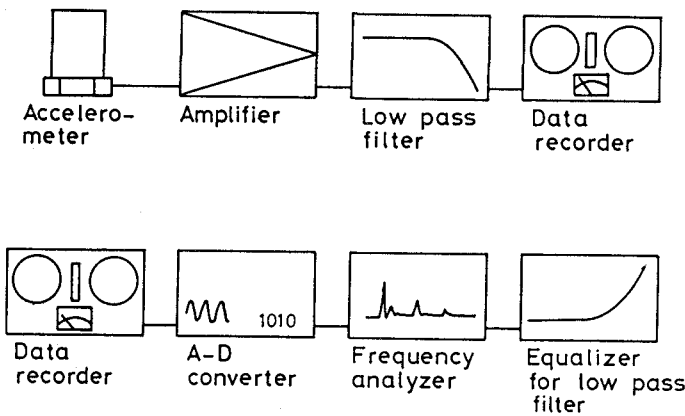 Accelero-
meter
Amplifier
Low pass
filter
Data
recorder
1010
Data
recorder
A-D
converter
Frequency
analyzer
Equalizer
for low pass
filter